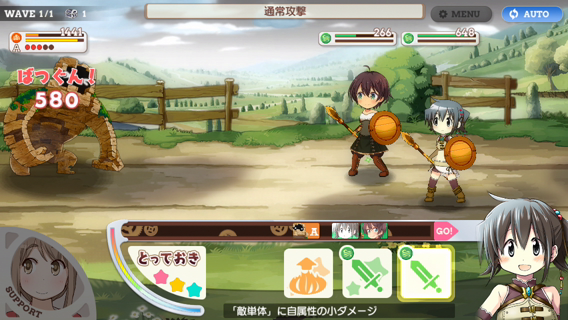 WAVE 1/1 1
通常攻撃
MENU
AUTO
1441
A
266
648
ばつぐん!
580
A
GO!
とっておき
SUPPORT
「敵単体」に自属性の小ダメージ